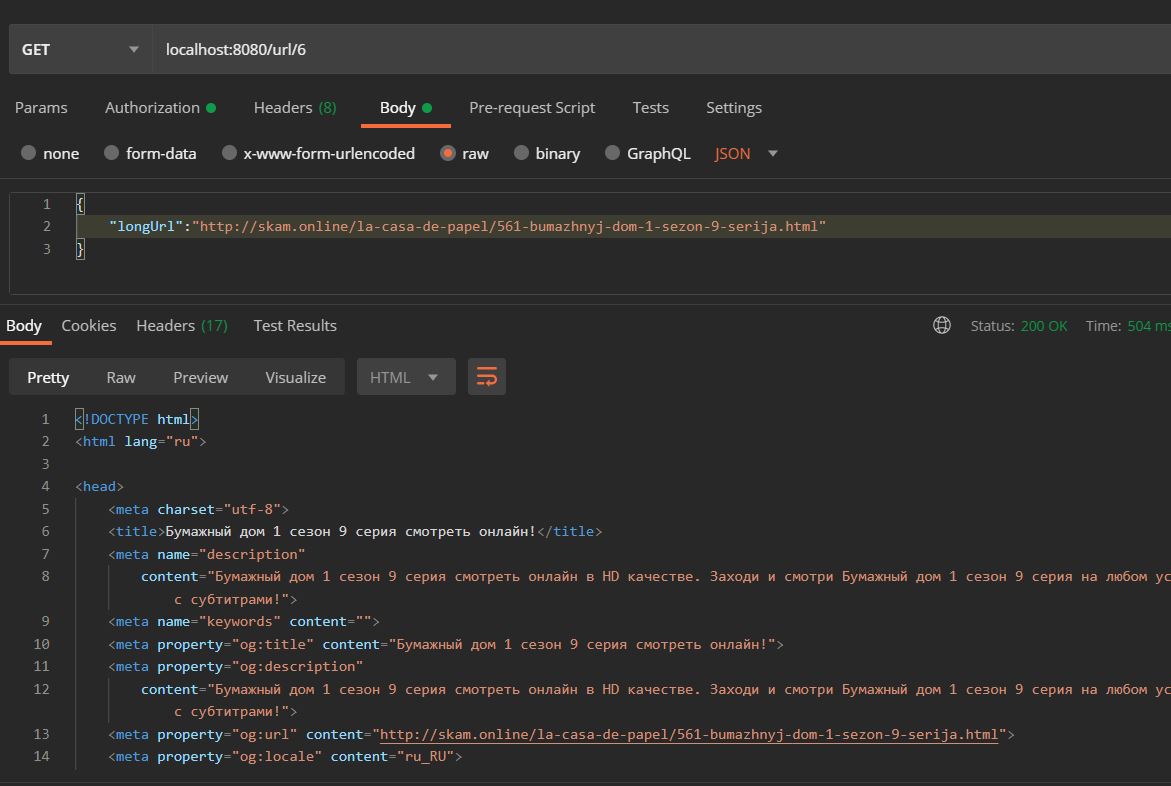 GET localhost:8080/url/6
Params Authorization Headers (8) Body Pre-request Script Tests Settings
none form-data x-www-form-urlencoded raw binary GraphQL JSON
1 {
2 "longUrl":"http://skam.online/la-casa-de-papel/561-bumazhnyj-dom-1-sezon-9-serija.html"
3 }
Body Cookies Headers (17) Test Results Status: 200 OK Time: 504 ms
Pretty Raw Preview Visualize HTML
1 <!DOCTYPE html>
2 <html lang="ru">
3
4 <head>
5 <meta charset="utf-8">
6 <title>Бумажный дом 1 сезон 9 серия смотреть онлайн!</title>
7 <meta name="description"
8 content="Бумажный дом 1 сезон 9 серия смотреть онлайн в HD качестве. Заходи и смотри Бумажный дом 1 сезон 9 серия на любом ус
с субтитрами!">
9 <meta name="keywords" content="">
10 <meta property="og:title" content="Бумажный дом 1 сезон 9 серия смотреть онлайн!">
11 <meta property="og:description"
12 content="Бумажный дом 1 сезон 9 серия смотреть онлайн в HD качестве. Заходи и смотри Бумажный дом 1 сезон 9 серия на любом ус
с субтитрами!">
13 <meta property="og:url" content="http://skam.online/la-casa-de-papel/561-bumazhnyj-dom-1-sezon-9-serija.html">
14 <meta property="og:locale" content="ru_RU">